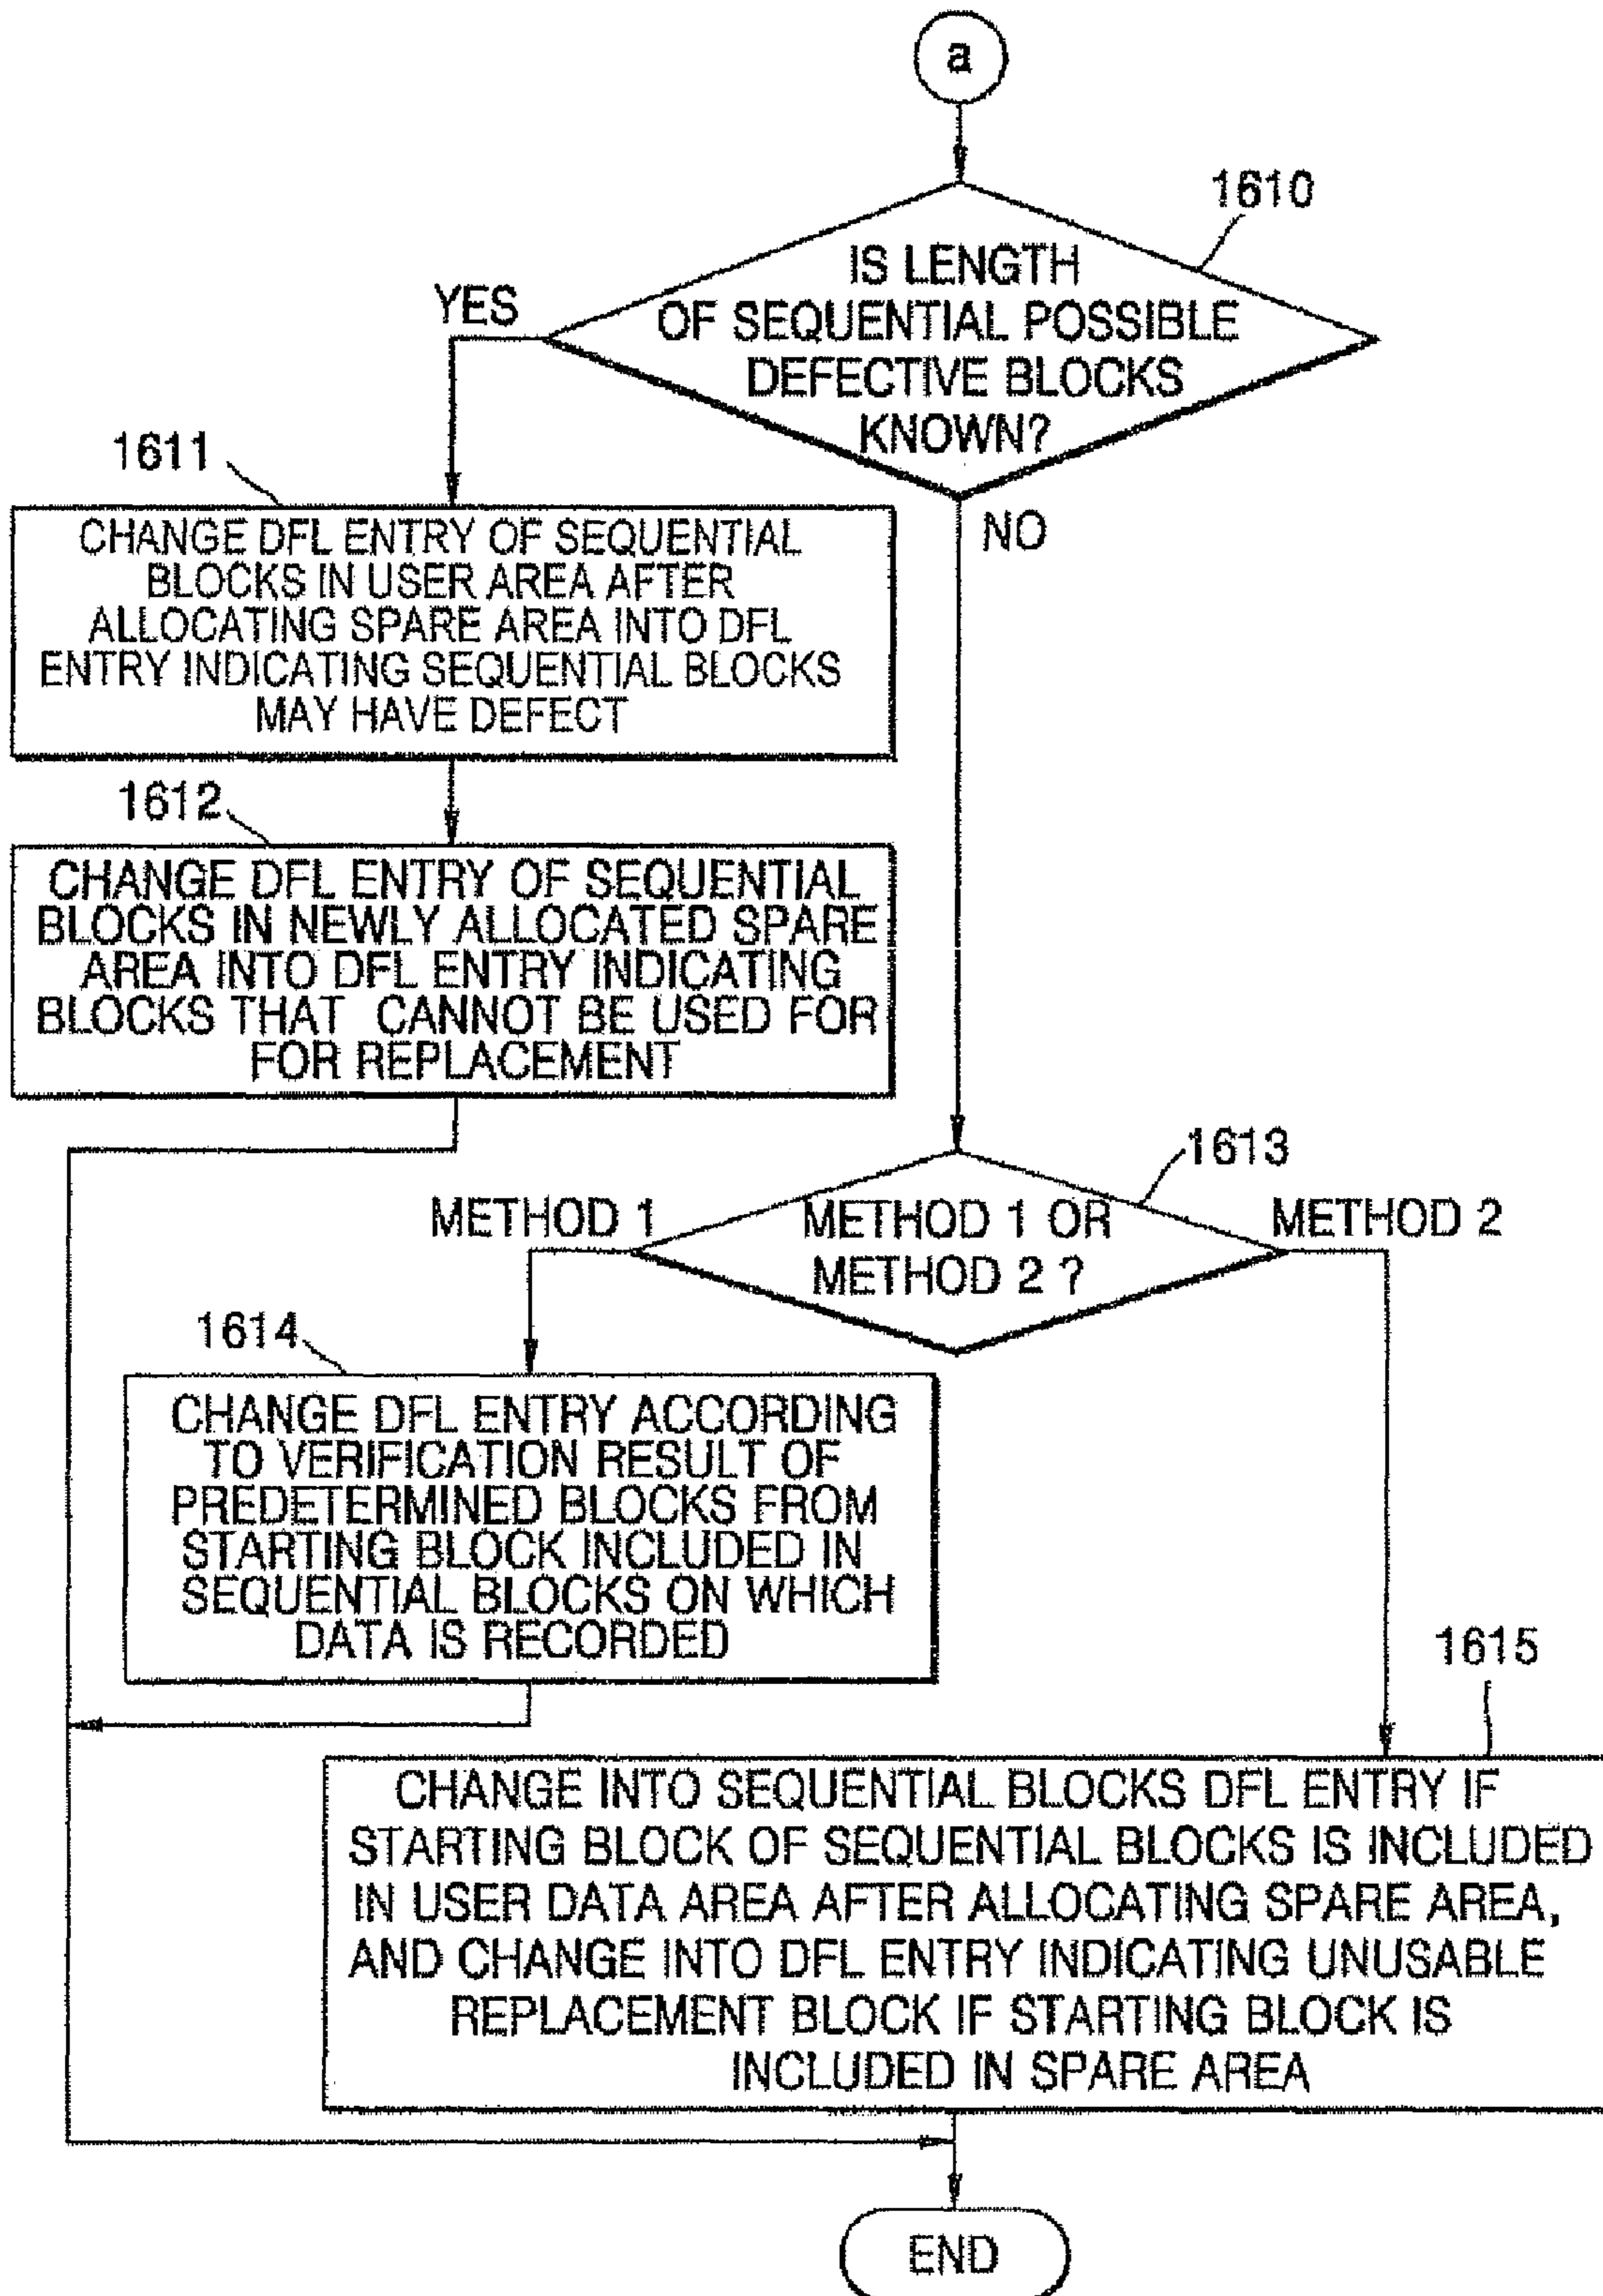 a
1610
IS LENGTH
OF SEQUENTIAL POSSIBLE
DEFECTIVE BLOCKS
KNOWN?
YES
NO
1611
CHANGE DFL ENTRY OF SEQUENTIAL
BLOCKS IN USER AREA AFTER
ALLOCATING SPARE AREA INTO DFL
ENTRY INDICATING SEQUENTIAL BLOCKS
MAY HAVE DEFECT
1612
CHANGE DFL ENTRY OF SEQUENTIAL
BLOCKS IN NEWLY ALLOCATED SPARE
AREA INTO DFL ENTRY INDICATING
BLOCKS THAT CANNOT BE USED FOR
FOR REPLACEMENT
1613
METHOD 1
METHOD 1 OR
METHOD 2 ?
METHOD 2
1614
CHANGE DFL ENTRY ACCORDING
TO VERIFICATION RESULT OF
PREDETERMINED BLOCKS FROM
STARTING BLOCK INCLUDED IN
SEQUENTIAL BLOCKS ON WHICH
DATA IS RECORDED
1615
CHANGE INTO SEQUENTIAL BLOCKS DFL ENTRY IF
STARTING BLOCK OF SEQUENTIAL BLOCKS IS INCLUDED
IN USER DATA AREA AFTER ALLOCATING SPARE AREA,
AND CHANGE INTO DFL ENTRY INDICATING UNUSABLE
REPLACEMENT BLOCK IF STARTING BLOCK IS
INCLUDED IN SPARE AREA
END